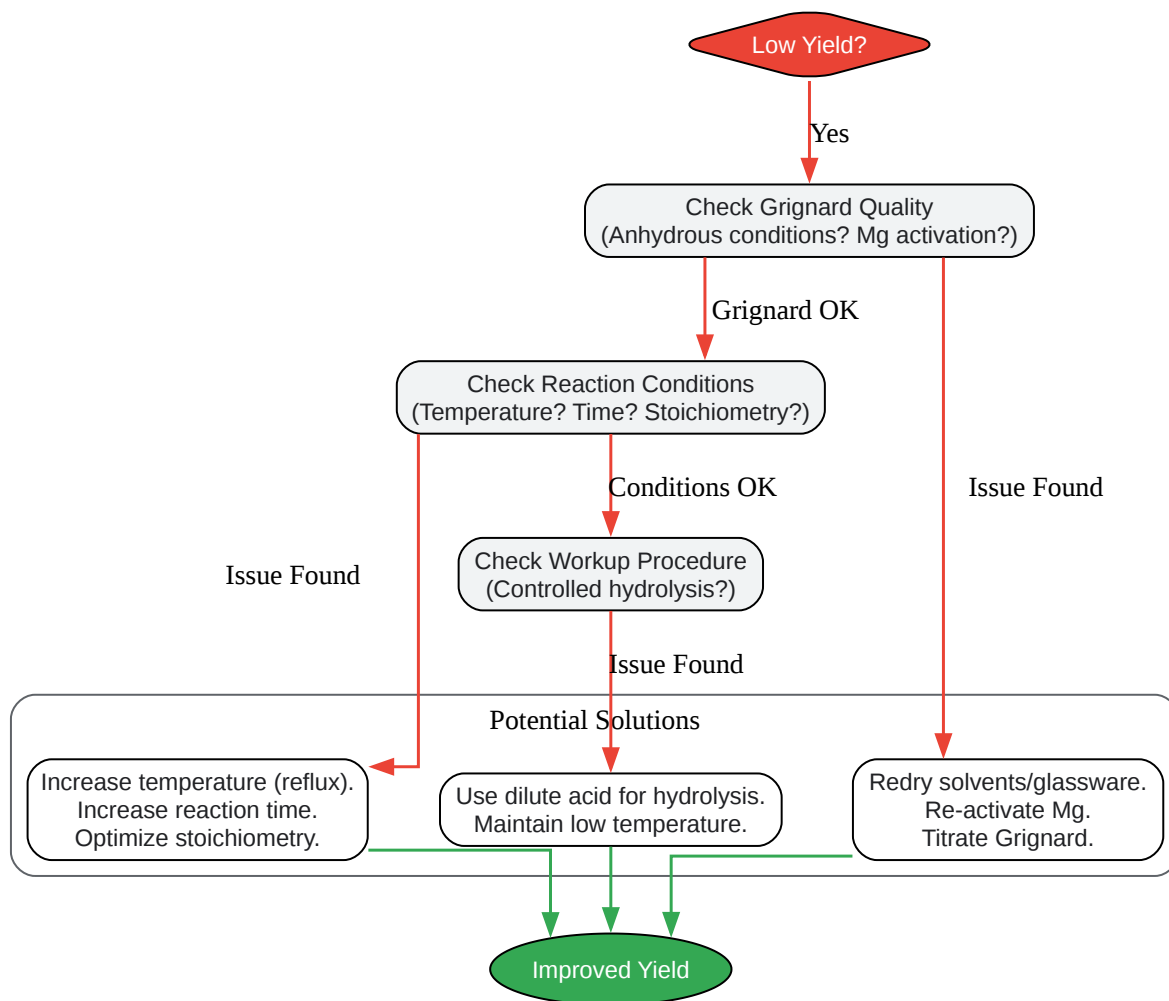 Low Yield?
Yes
Check Grignard Quality
(Anhydrous conditions? Mg activation?)
Grignard OK
Check Reaction Conditions
(Temperature? Time? Stoichiometry?)
Conditions OK
Issue Found
Check Workup Procedure
(Controlled hydrolysis?)
Issue Found
Issue Found
Potential Solutions
Increase temperature (reflux).
Increase reaction time.
Optimize stoichiometry.
Use dilute acid for hydrolysis.
Maintain low temperature.
Redry solvents/glassware.
Re-activate Mg.
Titrate Grignard.
Improved Yield